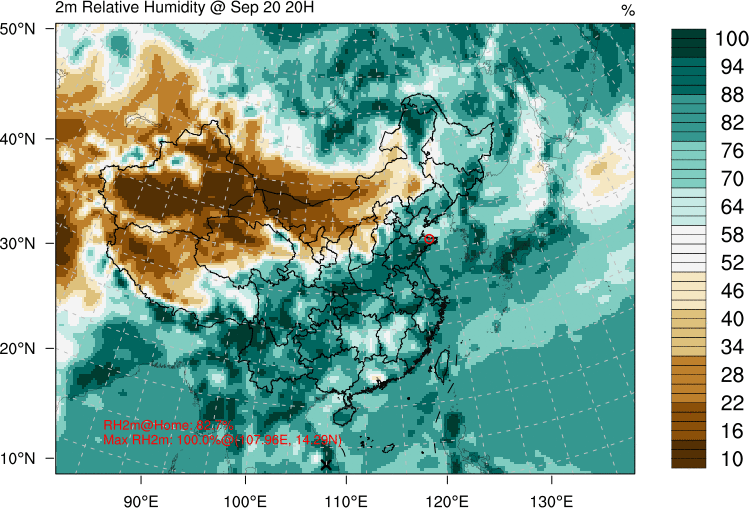 2m Relative Humidity @ Sep 20 20H
%
50°N
40°N
30°N
20°N
10°N
90°E
100°E
110°E
120°E
130°E
100
94
88
82
76
70
64
58
52
46
40
34
28
22
16
10
RH2m@Home:
Max RH2m: 100.0%@(107.96E, 14.29N)